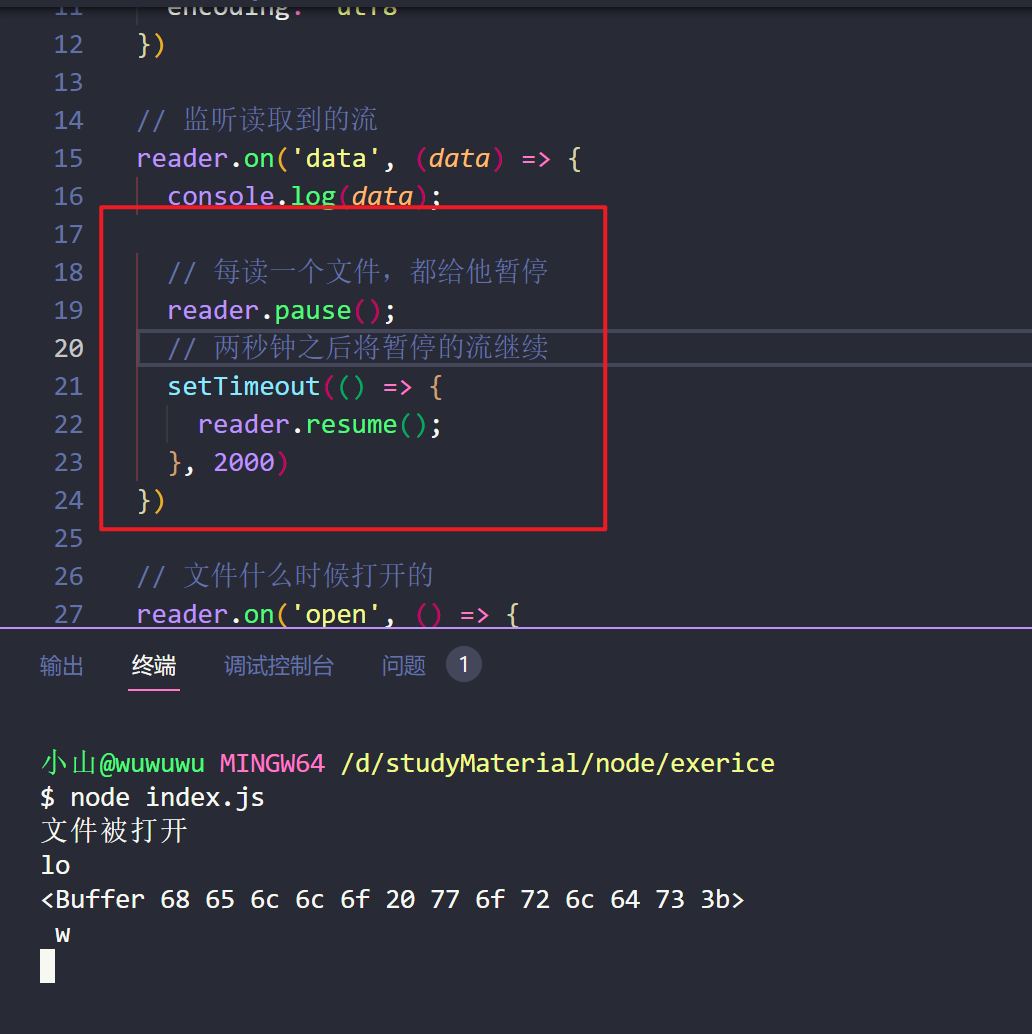 11 encoding: "utf8"
12 })
13
14 // 监听读取到的流
15 reader.on('data', (data) => {
16 console.log(data);
17
18 // 每读一个文件，都给他暂停
19 reader.pause();
20 // 两秒钟之后将暂停的流继续
21 setTimeout(() => {
22 reader.resume();
23 }, 2000)
24 })
25
26 // 文件什么时候打开的
27 reader.on('open', () => {
输出 终端 调试控制台 问题 1
小山@wuwuwu MINGW64 /d/studyMaterial/node/exerice
$ node index.js
文件被打开
lo
<Buffer 68 65 6c 6c 6f 20 77 6f 72 6c 64 73 3b>
w